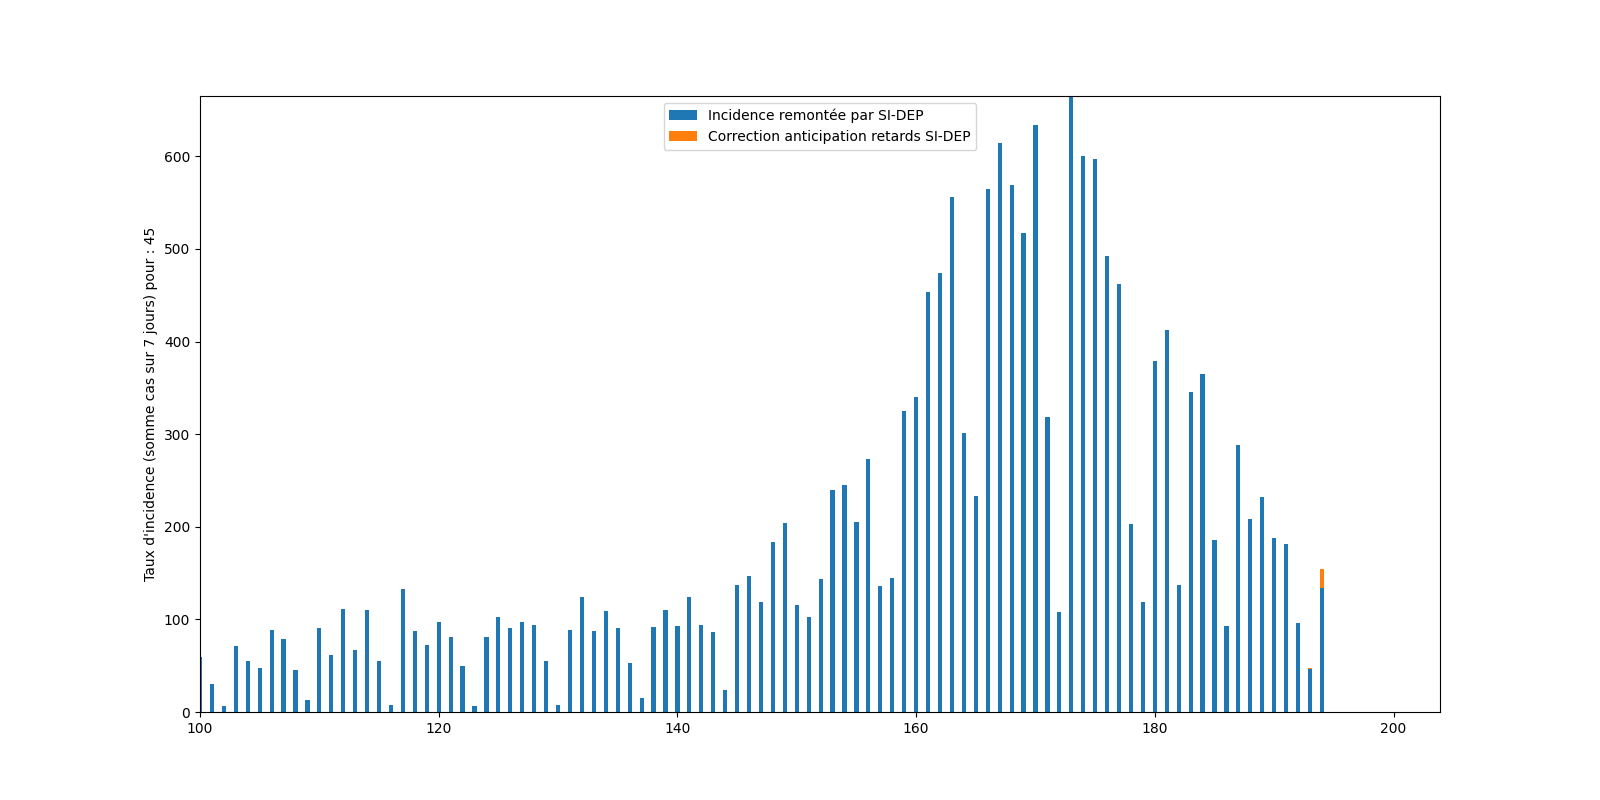 Incidence remontée par SI-DEP
Correction anticipation retards SI-DEP
Taux d'incidence (somme cas sur 7 jours) pour : 45
600
500
400
300
200
100
0
100 120 140 160 180 200